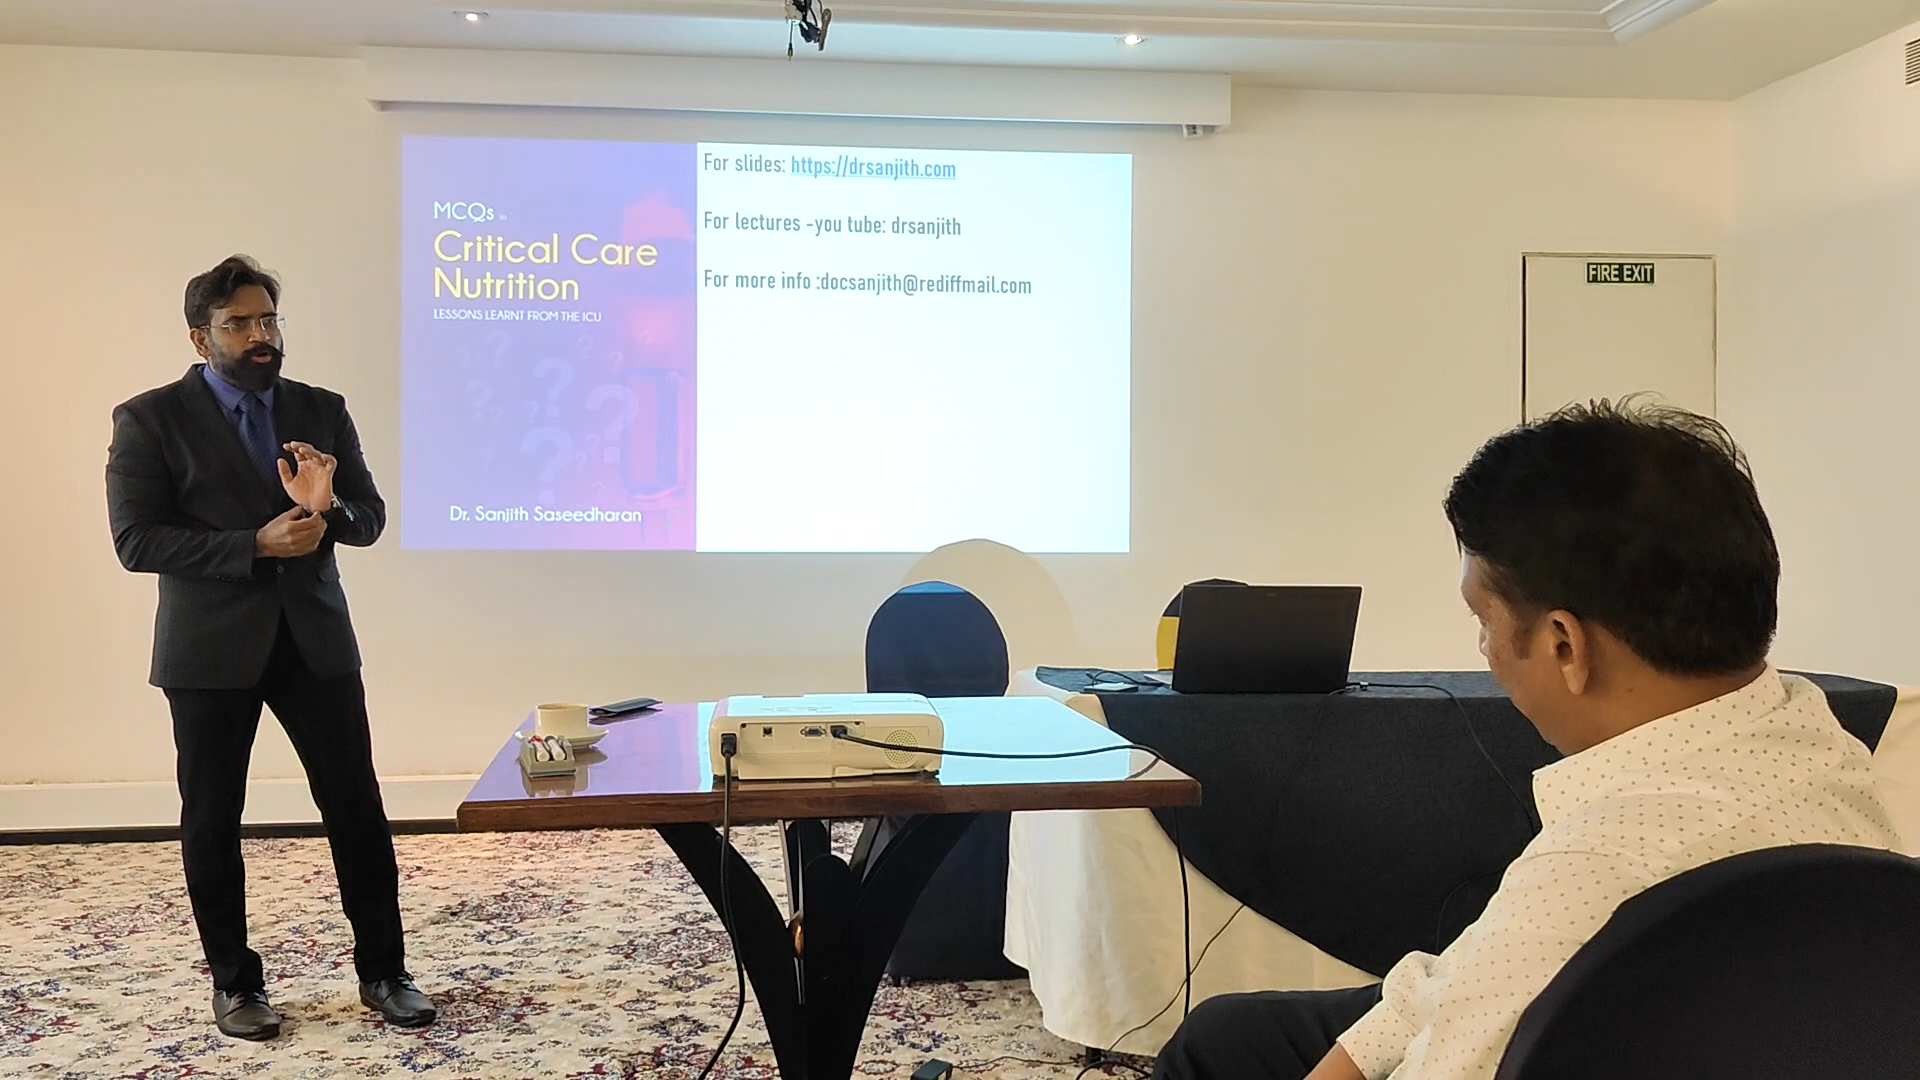 MCQs in
Critical Care
Nutrition
LESSONS LEARNT FROM THE ICU
Dr. Sanjith Saseedharan
For slides: https://drsanjith.com
For lectures -you tube: drsanjith
For more info :docsanjith@rediffmail.com
FIRE EXIT